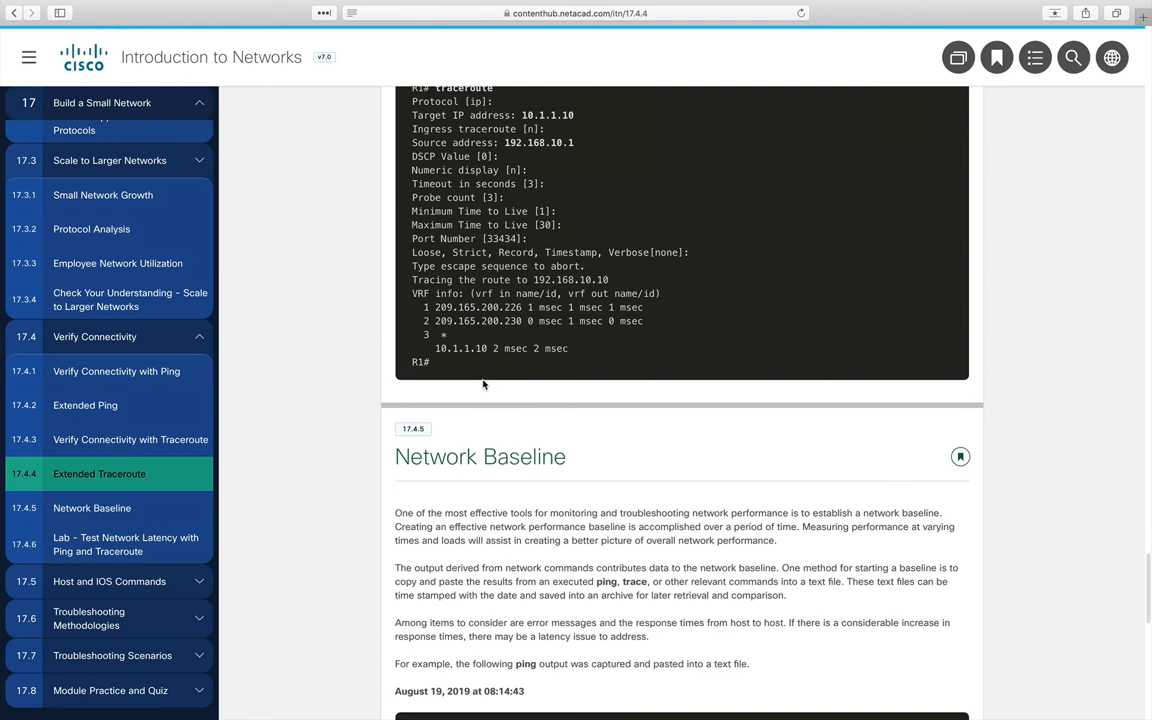 contenthub.netacad.com/itn/17.4.4
CISCO
Introduction to Networks
v7.0
17 Build a Small Network
Protocols
17.3 Scale to Larger Networks
17.3.1 Small Network Growth
17.3.2 Protocol Analysis
17.3.3 Employee Network Utilization
17.3.4 Check Your Understanding - Scale
to Larger Networks
17.4 Verify Connectivity
17.4.1 Verify Connectivity with Ping
17.4.2 Extended Ping
17.4.3 Verify Connectivity with Traceroute
17.4.4 Extended Traceroute
17.4.5 Network Baseline
17.4.6 Lab - Test Network Latency with
Ping and Traceroute
17.5 Host and IOS Commands
17.6 Troubleshooting
Methodologies
17.7 Troubleshooting Scenarios
17.8 Module Practice and Quiz
R1# traceroute
Protocol [ip]:
Target IP address: 10.1.1.10
Ingress traceroute [n]:
Source address: 192.168.10.1
DSCP Value [0]:
Numeric display [n]:
Timeout in seconds [3]:
Probe count [3]:
Minimum Time to Live [1]:
Maximum Time to Live [30]:
Port Number [33434]:
Loose, Strict, Record, Timestamp, Verbose[none]:
Type escape sequence to abort.
Tracing the route to 192.168.10.10
VRF info: (vrf in name/id, vrf out name/id)
1 209.165.200.226 1 msec 1 msec 1 msec
2 209.165.200.230 0 msec 1 msec 0 msec
3 *
10.1.1.10 2 msec 2 msec
R1#
17.4.5
Network Baseline
One of the most effective tools for monitoring and troubleshooting network performance is to establish a network baseline.
Creating an effective network performance baseline is accomplished over a period of time. Measuring performance at varying
times and loads will assist in creating a better picture of overall network performance.
The output derived from network commands contributes data to the network baseline. One method for starting a baseline is to
copy and paste the results from an executed ping, trace, or other relevant commands into a text file. These text files can be
time stamped with the date and saved into an archive for later retrieval and comparison.
Among items to consider are error messages and the response times from host to host. If there is a considerable increase in
response times, there may be a latency issue to address.
For example, the following ping output was captured and pasted into a text file.
August 19, 2019 at 08:14:43